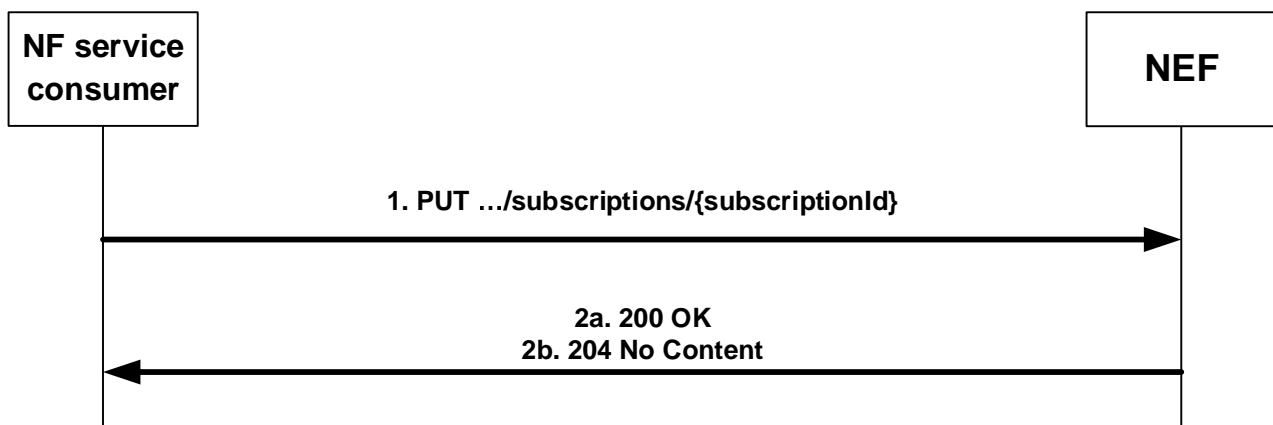 NF service
consumer
NEF
1. PUT …/subscriptions/{subscriptionId}
2a. 200 OK
2b. 204 No Content